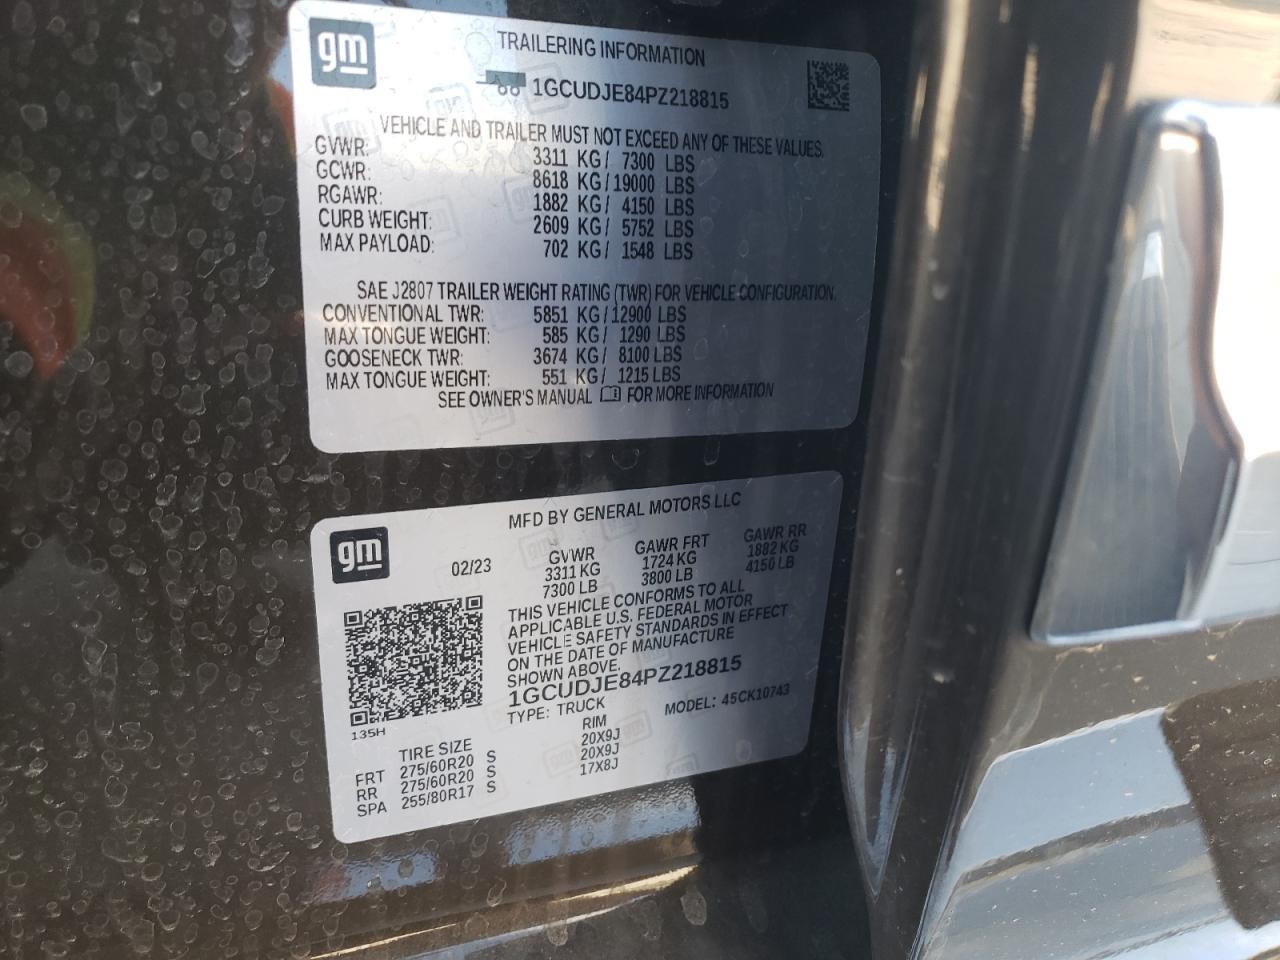 gm
TRAILERING INFORMATION
1GCUDJE84PZ218815
VEHICLE AND TRAILER MUST NOT EXCEED ANY OF THESE VALUES.
GVWR: 3311 KG/ 7300 LBS
GCWR: 8618 KG/19000 LBS
RGAWR: 1882 KG/ 4150 LBS
CURB WEIGHT: 2609 KG/ 5752 LBS
MAX PAYLOAD: 702 KG/ 1548 LBS
SAE J2807 TRAILER WEIGHT RATING (TWR) FOR VEHICLE CONFIGURATION.
CONVENTIONAL TWR: 5851 KG/12900 LBS
MAX TONGUE WEIGHT: 585 KG/ 1290 LBS
GOOSENECK TWR: 3674 KG/ 8100 LBS
MAX TONGUE WEIGHT: 551 KG/ 1215 LBS
SEE OWNER'S MANUAL FOR MORE INFORMATION
gm
MFD BY GENERAL MOTORS LLC
02/23 GVWR GAWR FRT GAWR RR
3311 KG 1724 KG 1882 KG
7300 LB 3800 LB 4150 LB
THIS VEHICLE CONFORMS TO ALL
APPLICABLE U.S. FEDERAL MOTOR
VEHICLE SAFETY STANDARDS IN EFFECT
ON THE DATE OF MANUFACTURE
SHOWN ABOVE.
1GCUDJE84PZ218815
TYPE: TRUCK MODEL: 45CK10743
135H
TIRE SIZE RIM
FRT 275/60R20 S 20X9J
RR 275/60R20 S 20X9J
SPA 255/80R17 S 17X8J